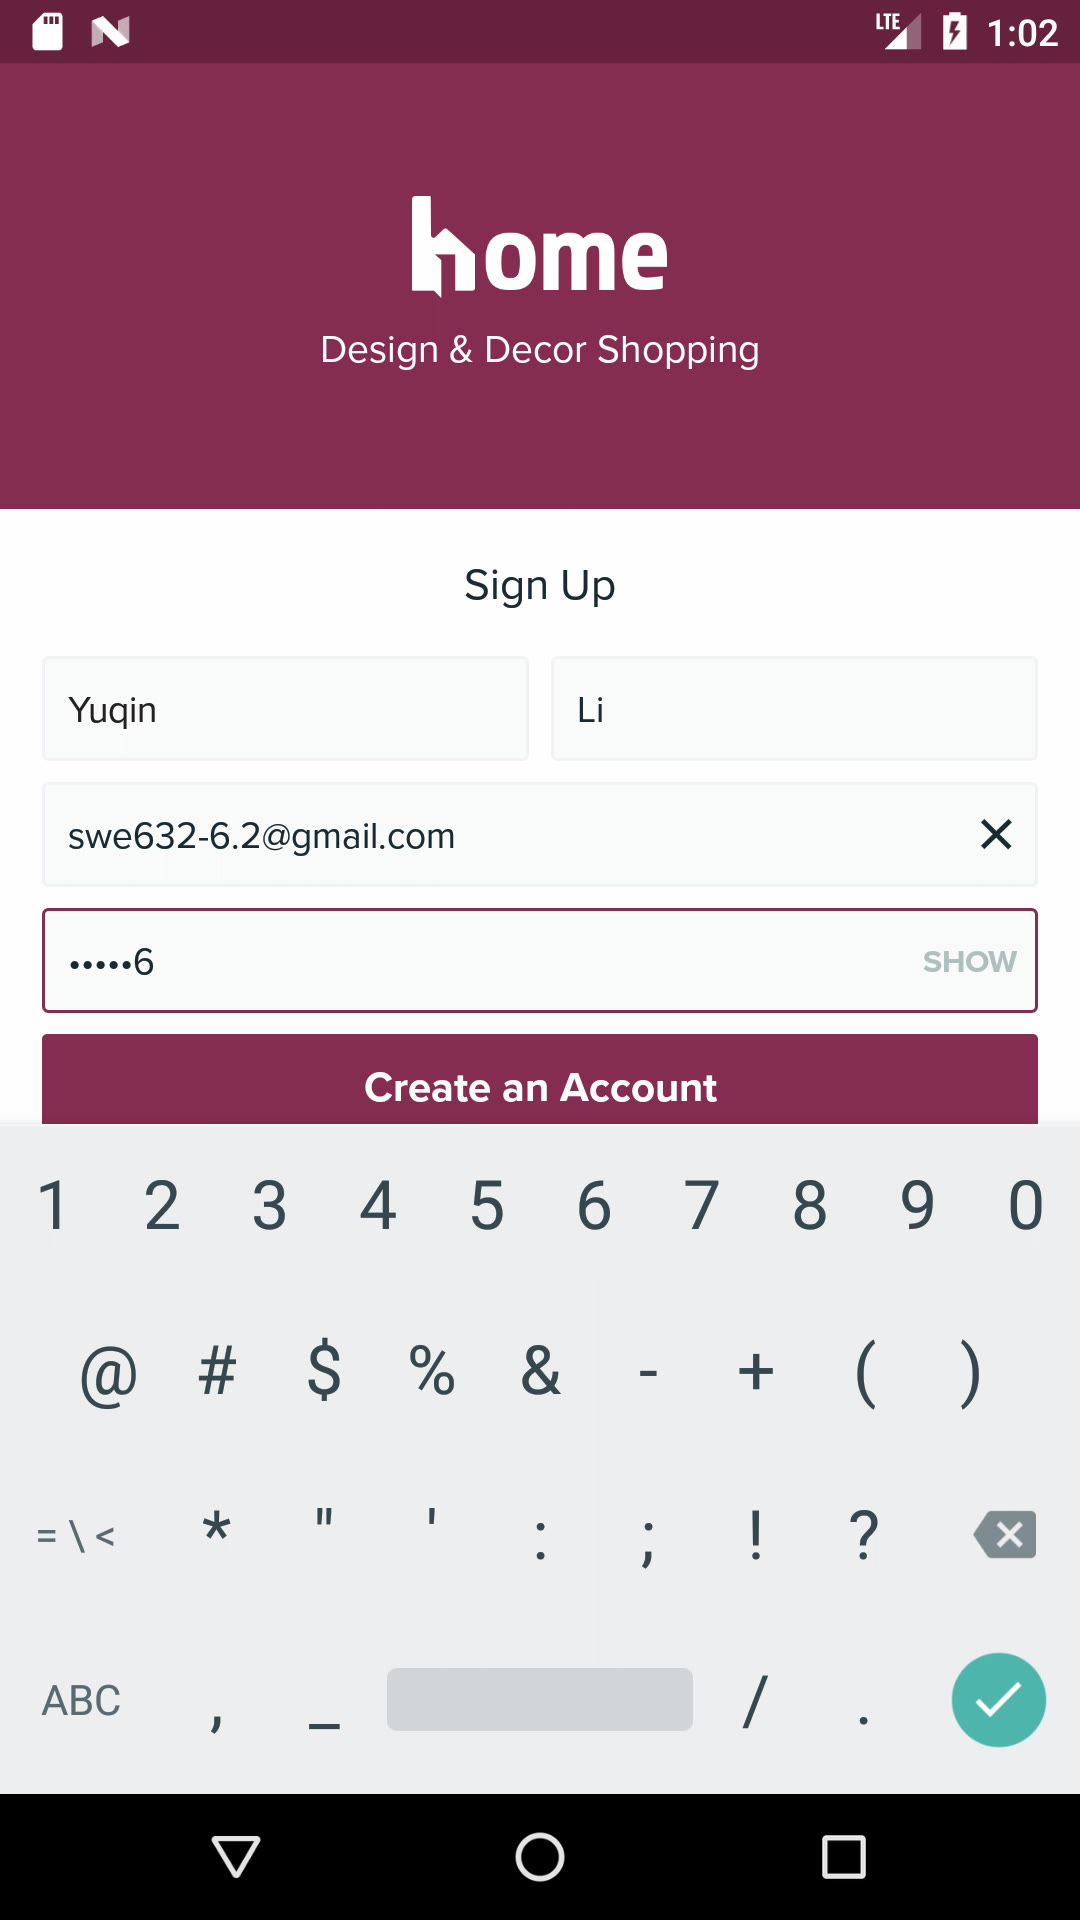 LTE 1:02
home
Design & Decor Shopping
Sign Up
Yuqin Li
swe632-6.2@gmail.com
•••••6 SHOW
Create an Account
1 2 3 4 5 6 7 8 9 0
@ # $ % & - + ( )
= \ < * " ' : ; ! ?
ABC , _ / .